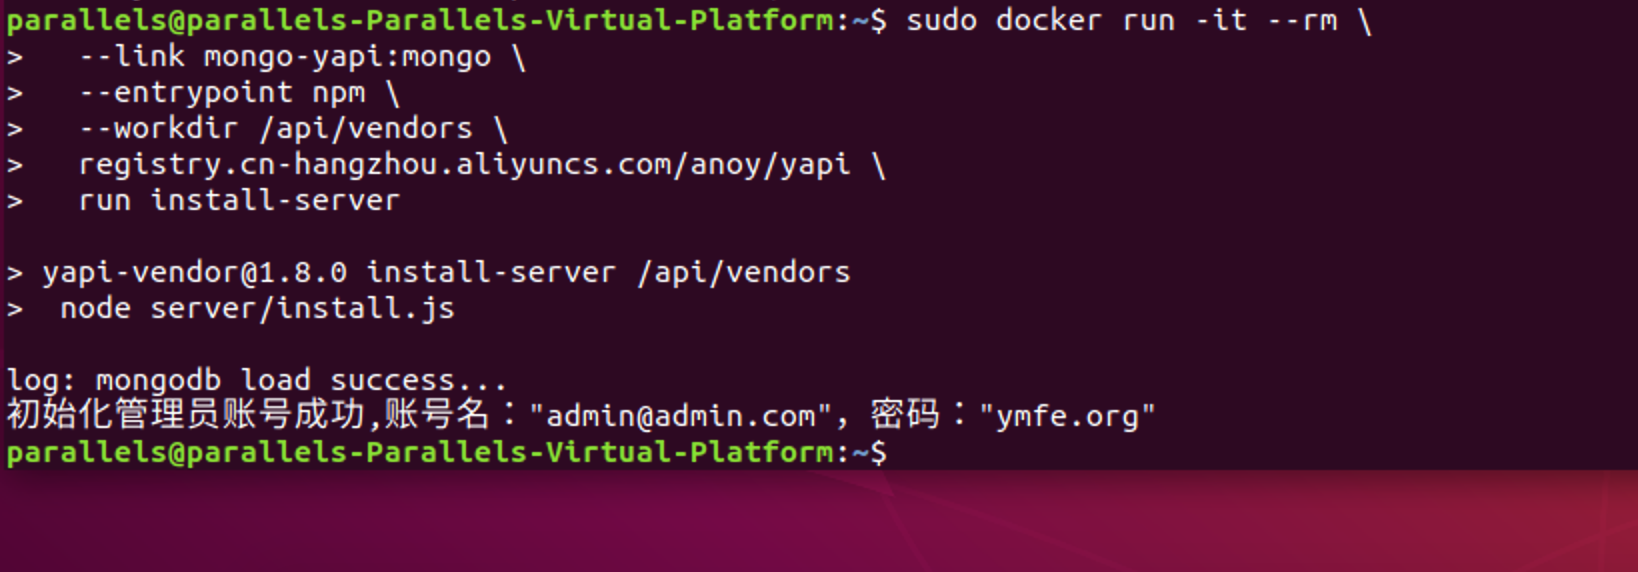 parallels@parallels-Parallels-Virtual-Platform:~$ sudo docker run -it --rm \
>   --link mongo-yapi:mongo \
>   --entrypoint npm \
>   --workdir /api/vendors \
>   registry.cn-hangzhou.aliyuncs.com/anoy/yapi \
>   run install-server
> yapi-vendor@1.8.0 install-server /api/vendors
>  node server/install.js
log: mongodb load success...
初始化管理员账号成功,账号名："admin@admin.com"，密码："ymfe.org"
parallels@parallels-Parallels-Virtual-Platform:~$